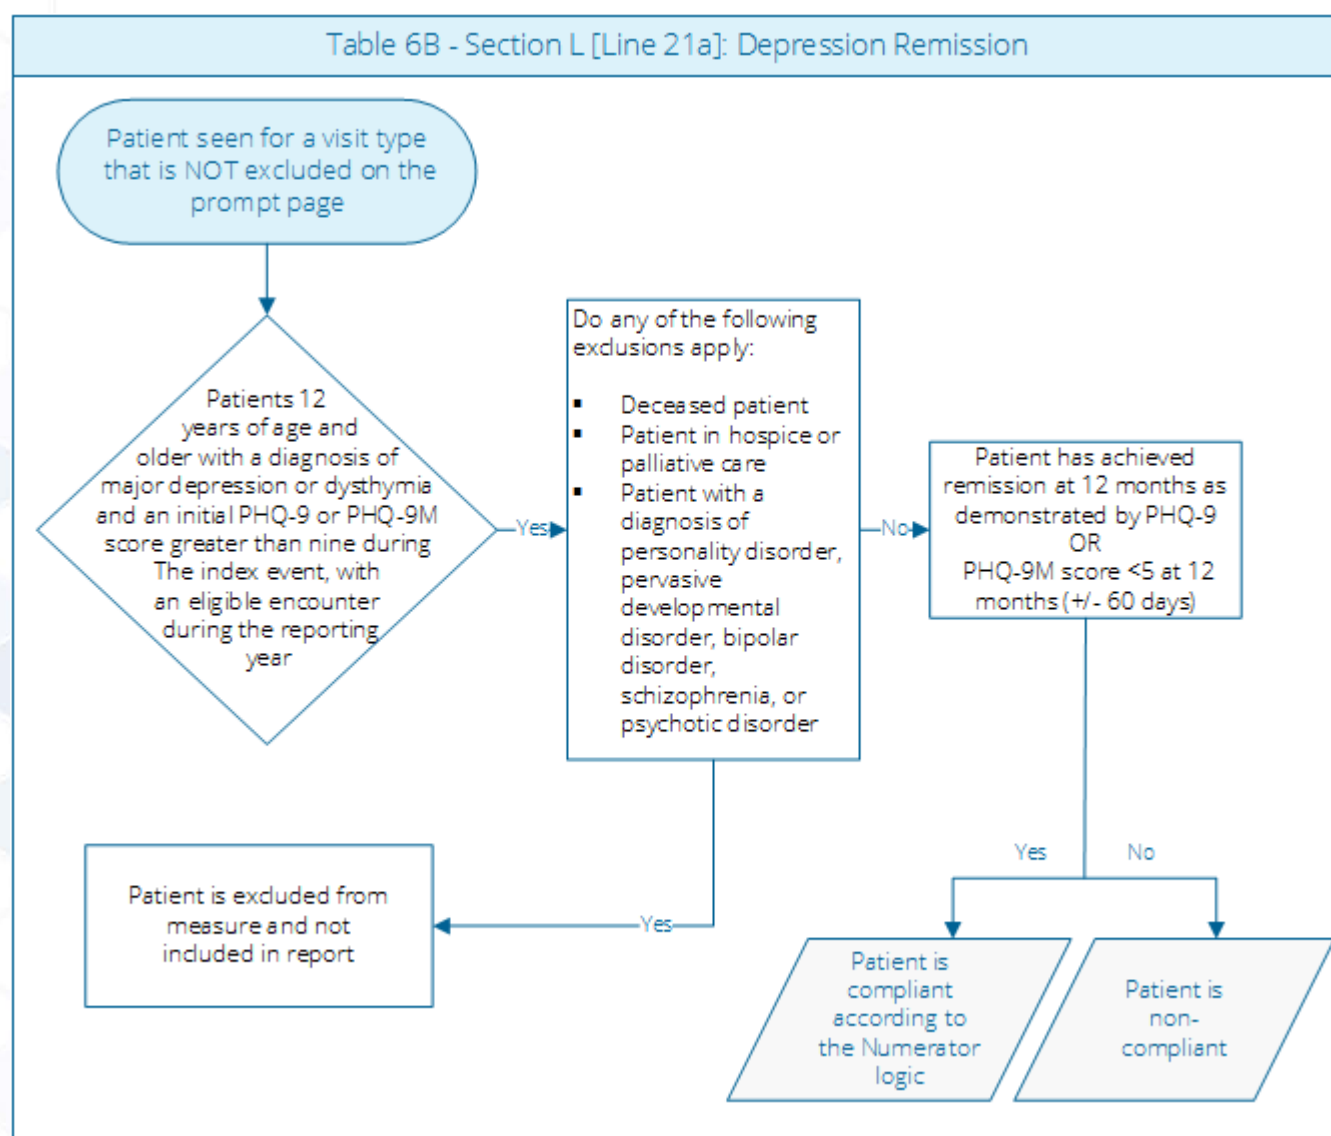 Table 6B - Section L [Line 21a]: Depression Remission
Patient seen for a visit type
that is NOT excluded on the
prompt page
Patients 12
years of age and
older with a diagnosis of
major depression or dysthymia
and an initial PHQ-9 or PHQ-9M
score greater than nine during
The index event, with
an eligible encounter
during the reporting
year
Yes
Do any of the following
exclusions apply:
▪ Deceased patient
▪ Patient in hospice or
palliative care
▪ Patient with a
diagnosis of
personality disorder,
pervasive
developmental
disorder, bipolar
disorder,
schizophrenia, or
psychotic disorder
No
Patient has achieved
remission at 12 months as
demonstrated by PHQ-9
OR
PHQ-9M score <5 at 12
months (+/- 60 days)
Yes
No
Patient is excluded from
measure and not
included in report
Yes
Patient is
compliant
according to
the Numerator
logic
Patient is
non-
compliant